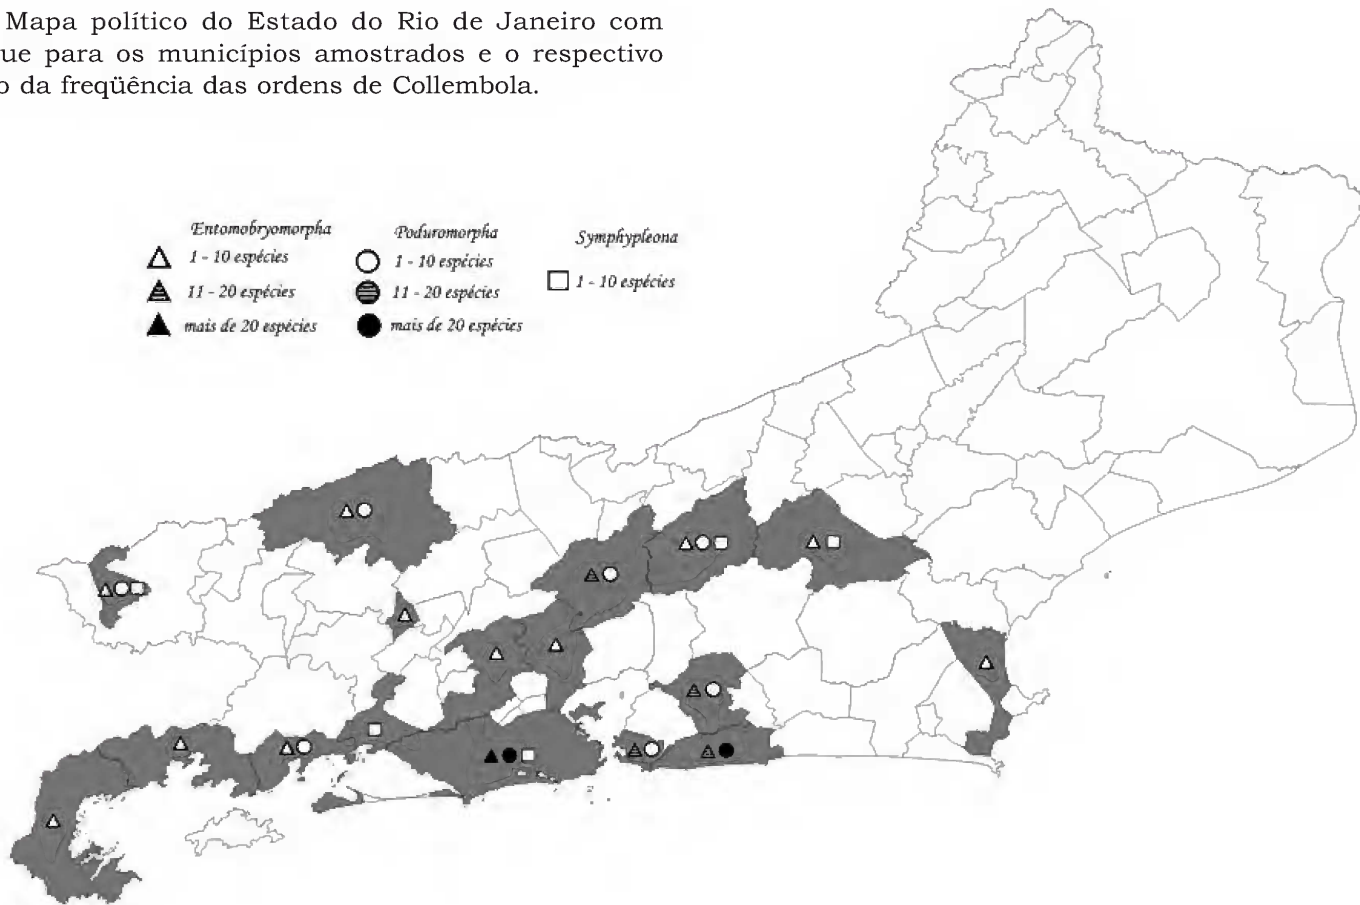 Mapa político do Estado do Rio de Janeiro com
para os municípios amostrados e o respectivo
da freqüência das ordens de Collembola.
Entomobryomorpha
1 - 10 espécies
11 - 20 espécies
mais de 20 espécies
Poduromorpha
1 - 10 espécies
11 - 20 espécies
mais de 20 espécies
Symphypleona
1 - 10 espécies